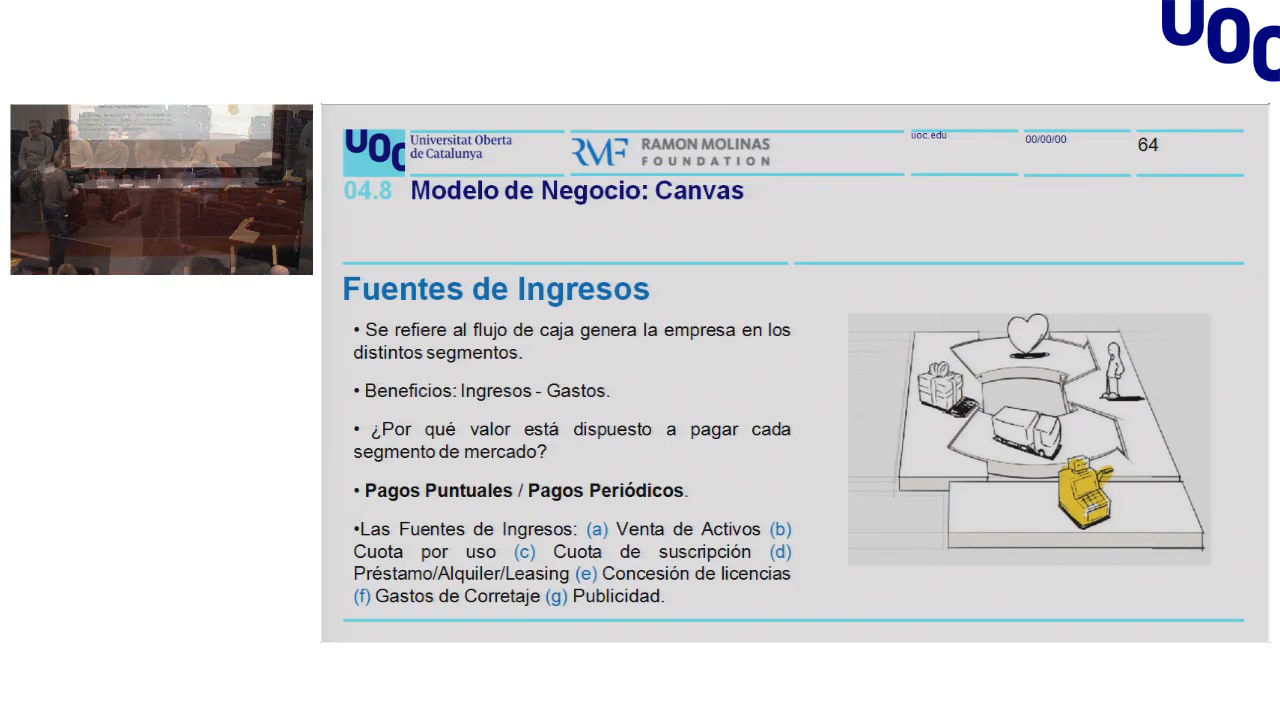 UOC
UOC
Universitat Oberta
de Catalunya
RMF
RAMON MOLINAS
FOUNDATION
uoc.edu
00/00/00
64
04.8 Modelo de Negocio: Canvas
Fuentes de Ingresos
• Se refiere al flujo de caja genera la empresa en los
distintos segmentos.
• Beneficios: Ingresos - Gastos.
• ¿Por qué valor está dispuesto a pagar cada
segmento de mercado?
• Pagos Puntuales / Pagos Periódicos.
•Las Fuentes de Ingresos: (a) Venta de Activos (b)
Cuota por uso (c) Cuota de suscripción (d)
Préstamo/Alquiler/Leasing (e) Concesión de licencias
(f) Gastos de Corretaje (g) Publicidad.